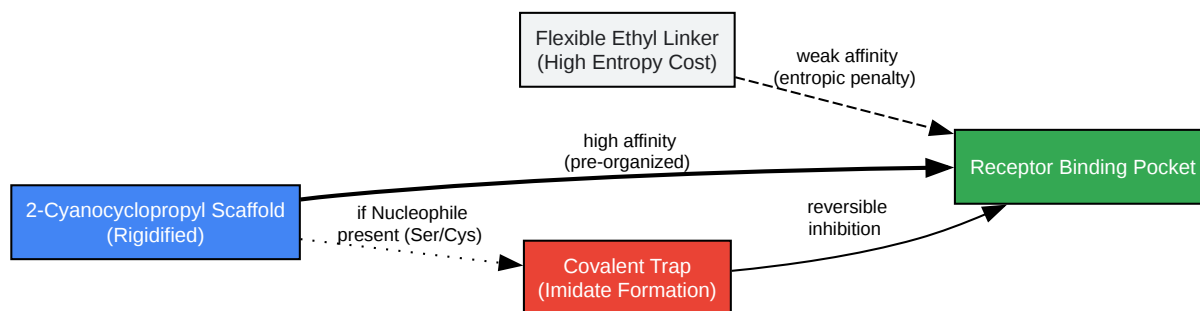 Flexible Ethyl Linker
(High Entropy Cost)
weak affinity
(entropic penalty)
high affinity
(pre-organized)
Receptor Binding Pocket
2-Cyanocyclopropyl Scaffold
(Rigidified)
if Nucleophile
present (Ser/Cys)
reversible
inhibition
Covalent Trap
(Imidate Formation)